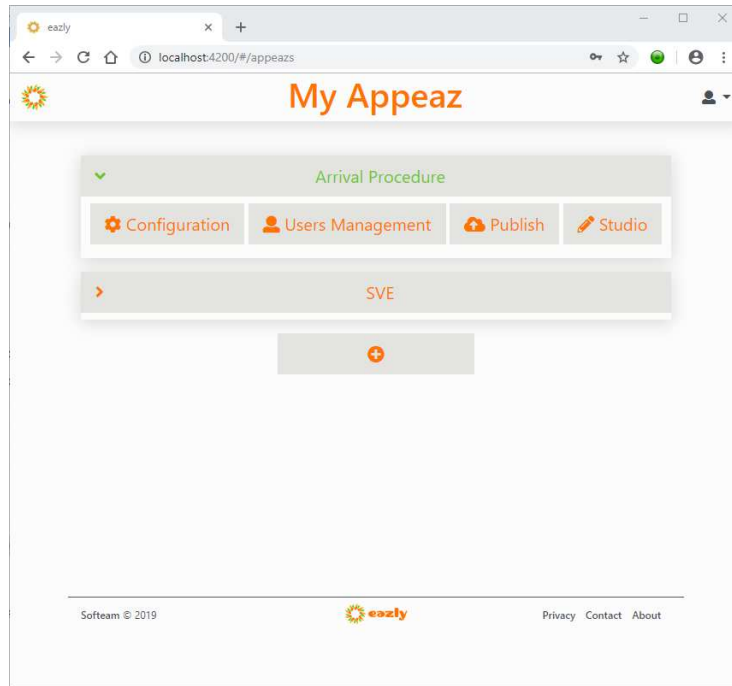 eazly
localhost:4200/#/appeazs
My Appeaz
Arrival Procedure
Configuration Users Management Publish Studio
SVE
Softeam © 2019 eazly Privacy Contact About